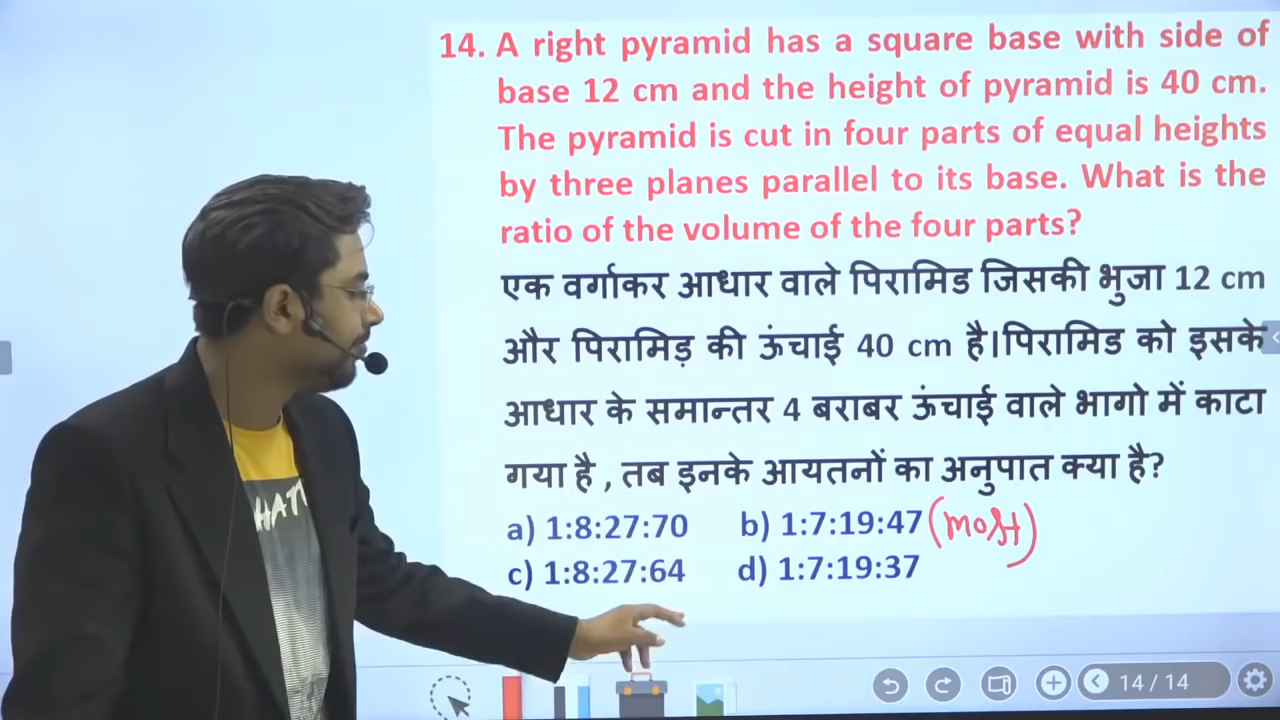 14. A right pyramid has a square base with side of
base 12 cm and the height of pyramid is 40 cm.
The pyramid is cut in four parts of equal heights
by three planes parallel to its base. What is the
ratio of the volume of the four parts?
एक वर्गाकर आधार वाले पिरामिड जिसकी भुजा 12 cm
और पिरामिड़ की ऊंचाई 40 cm है।पिरामिड को इसके
आधार के समान्तर 4 बराबर ऊंचाई वाले भागो में काटा
गया है , तब इनके आयतनों का अनुपात क्या है?
a) 1:8:27:70 b) 1:7:19:47 (most)
c) 1:8:27:64 d) 1:7:19:37
HAT
14 / 14